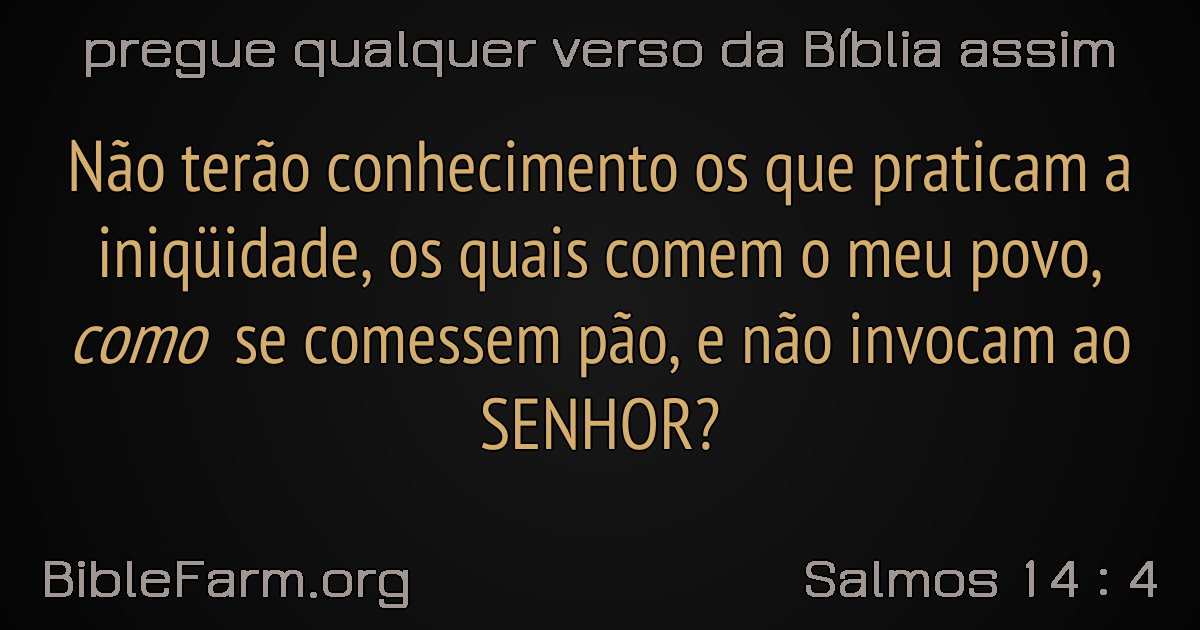 pregue qualquer verso da Bíblia assim
Não terão conhecimento os que praticam a
iniqüidade, os quais comem o meu povo,
como se comessem pão, e não invocam ao
SENHOR?
BibleFarm.org
Salmos 14 : 4